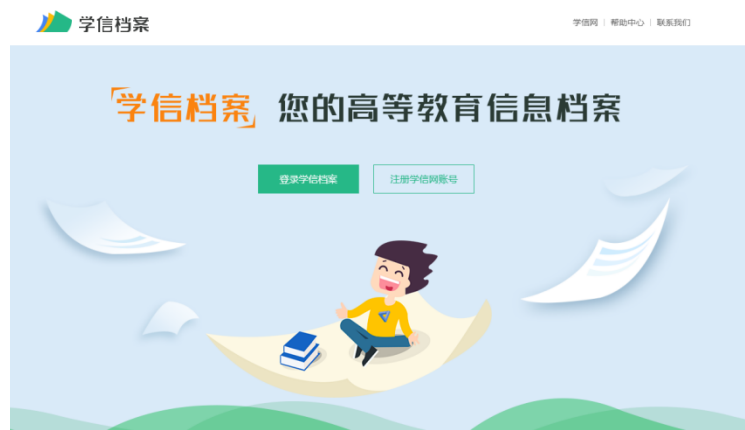 学信档案
学信网 | 帮助中心 | 联系我们
学信档案 您的高等教育信息档案
登录学信档案 注册学信网账号